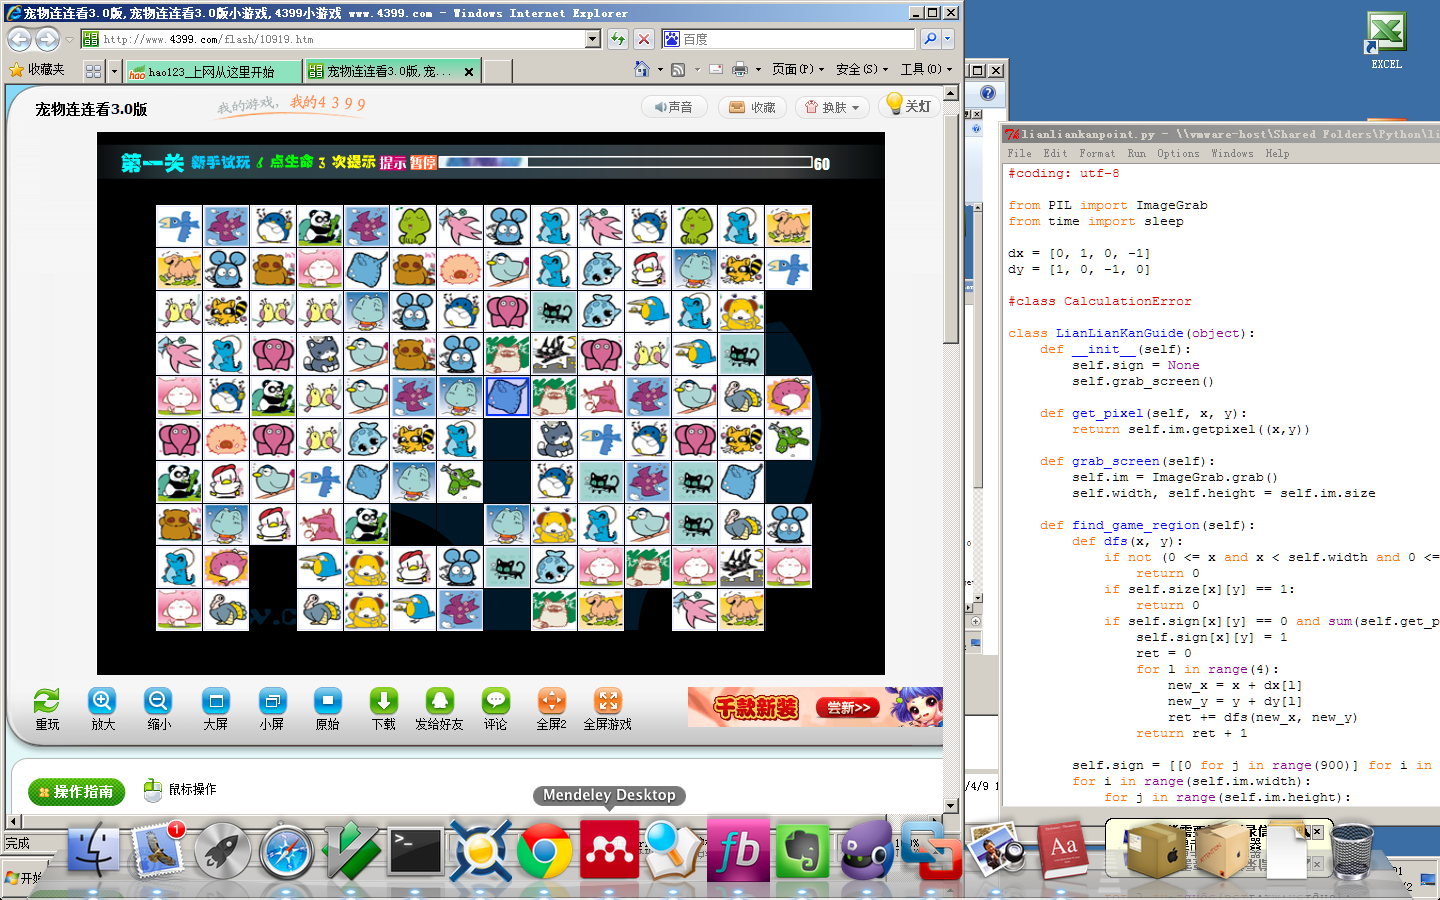 宠物连连看3.0版,宠物连连看3.0版小游戏,4399小游戏 www.4399.com - Windows Internet Explorer
http://www.4399.com/flash/10919.htm
百度
收藏夹
hao123_上网从这里开始
宠物连连看3.0版,宠...
页面(P)
安全(S)
工具(O)
宠物连连看3.0版
我的游戏,我的4399
声音
收藏
换肤
关灯
第一关 新手试玩 6 点生命 3 次提示 提示 暂停
60
重玩
放大
缩小
大屏
小屏
原始
下载
发给好友
评论
全屏2
全屏游戏
千款新装
尝新>>
操作指南
鼠标操作
Mendeley Desktop
完成
开始
EXCEL
lianliankanpoint.py - \\vmware-host\Shared Folders\Python\li
File Edit Format Run Options Windows Help
#coding: utf-8
from PIL import ImageGrab
from time import sleep
dx = [0, 1, 0, -1]
dy = [1, 0, -1, 0]
#class CalculationError
class LianLianKanGuide(object):
def __init__(self):
self.sign = None
self.grab_screen()
def get_pixel(self, x, y):
return self.im.getpixel((x,y))
def grab_screen(self):
self.im = ImageGrab.grab()
self.width, self.height = self.im.size
def find_game_region(self):
def dfs(x, y):
if not (0 <= x and x < self.width and 0 <=
return 0
if self.size[x][y] == 1:
return 0
if self.sign[x][y] == 0 and sum(self.get_p
self.sign[x][y] = 1
ret = 0
for l in range(4):
new_x = x + dx[l]
new_y = y + dy[l]
ret += dfs(new_x, new_y)
return ret + 1
self.sign = [[0 for j in range(900)] for i in
for i in range(self.im.width):
for j in range(self.im.height):
/4/9 1
1
Aa
fb